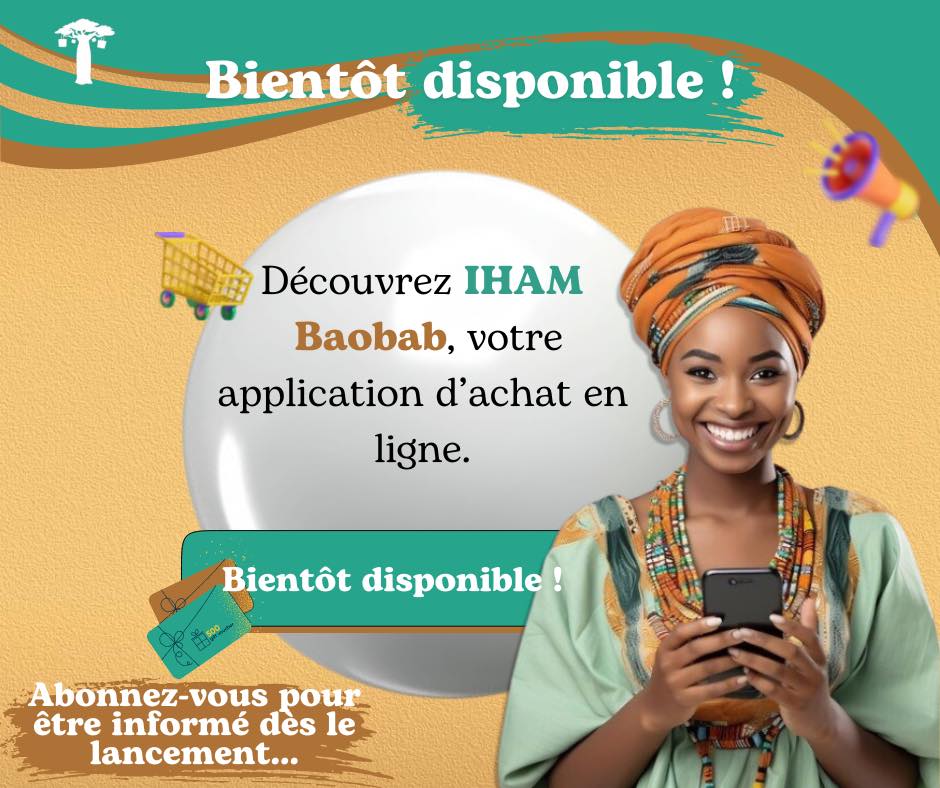 Bientôt disponible !
Découvrez IHAM
Baobab, votre
application d’achat en
ligne.
Bientôt disponible !
500
Abonnez-vous pour
être informé dès le
lancement...